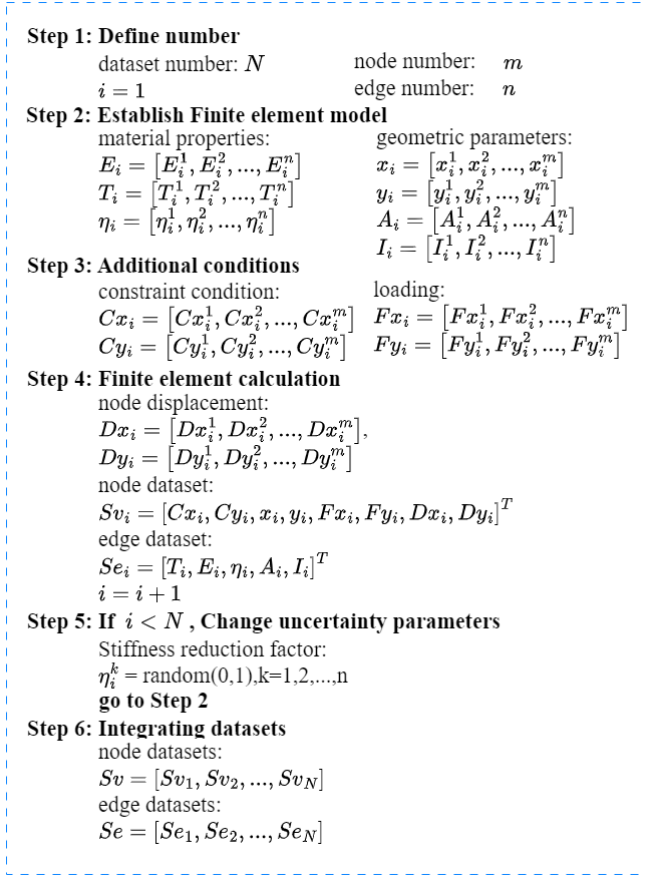 Step 1: Define number
dataset number: N node number: m
i = 1 edge number: n
Step 2: Establish Finite element model
material properties: geometric parameters:
E_i = [E_i^1, E_i^2, ..., E_i^n] x_i = [x_i^1, x_i^2, ..., x_i^m]
T_i = [T_i^1, T_i^2, ..., T_i^n] y_i = [y_i^1, y_i^2, ..., y_i^m]
η_i = [η_i^1, η_i^2, ..., η_i^n] A_i = [A_i^1, A_i^2, ..., A_i^n]
I_i = [I_i^1, I_i^2, ..., I_i^n]
Step 3: Additional conditions
constraint condition: loading:
Cx_i = [Cx_i^1, Cx_i^2, ..., Cx_i^m] Fx_i = [Fx_i^1, Fx_i^2, ..., Fx_i^m]
Cy_i = [Cy_i^1, Cy_i^2, ..., Cy_i^m] Fy_i = [Fy_i^1, Fy_i^2, ..., Fy_i^m]
Step 4: Finite element calculation
node displacement:
Dx_i = [Dx_i^1, Dx_i^2, ..., Dx_i^m],
Dy_i = [Dy_i^1, Dy_i^2, ..., Dy_i^m]
node dataset:
Sv_i = [Cx_i, Cy_i, x_i, y_i, Fx_i, Fy_i, Dx_i, Dy_i]^T
edge dataset:
Se_i = [T_i, E_i, η_i, A_i, I_i]^T
i = i + 1
Step 5: If i < N , Change uncertainty parameters
Stiffness reduction factor:
η_i^k = random(0,1),k=1,2,...,n
go to Step 2
Step 6: Integrating datasets
node datasets:
Sv = [Sv_1, Sv_2, ..., Sv_N]
edge datasets:
Se = [Se_1, Se_2, ..., Se_N]